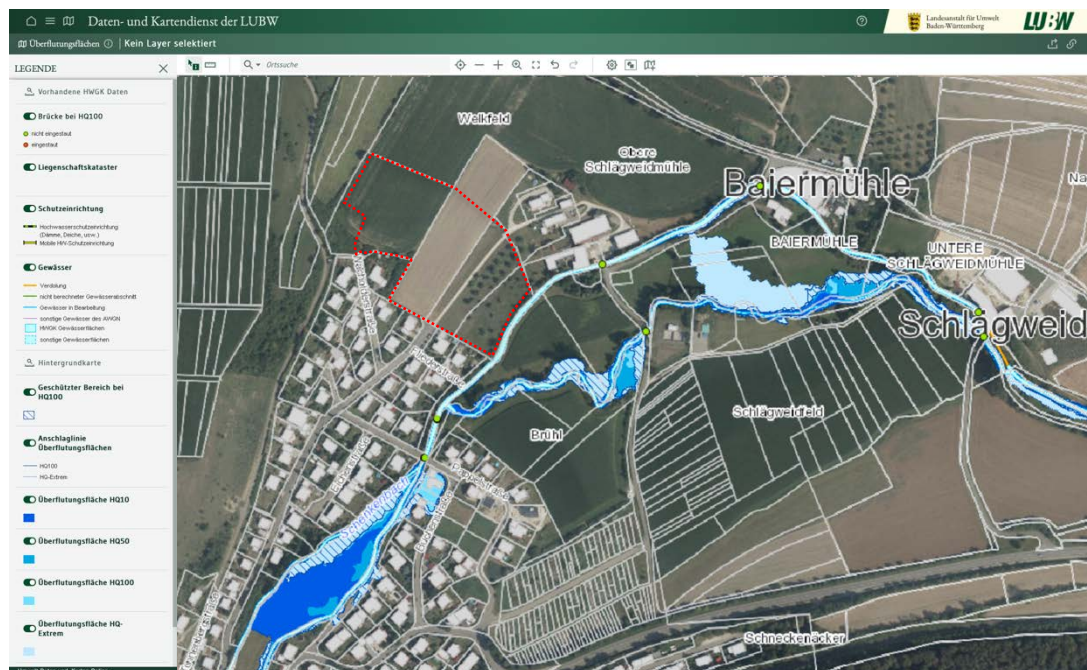 Daten- und Kartendienst der LUBW
Landesanstalt für Umwelt
Baden-Württemberg
LUBW
Überflutungsflächen
Kein Layer selektiert
LEGENDE
Ortssuche
Vorhandene HWGK Daten
Brücke bei HQ100
nicht eingestaut
eingestaut
Liegenschaftskataster
Schutzeinrichtung
Hochwasserschutzeinrichtung
(Dämme, Deiche, usw.)
Mobile HW-Schutzeinrichtung
Gewässer
Verdolung
nicht berechneter Gewässerabschnitt
Gewässer in Bearbeitung
sonstige Gewässer des AWGN
HWGK Gewässerflächen
sonstige Gewässerflächen
Hintergrundkarte
Geschützter Bereich bei
HQ100
Anschlaglinie
Überflutungsflächen
HQ100
HQ-Extrem
Überflutungsfläche HQ10
Überflutungsfläche HQ50
Überflutungsfläche HQ100
Überflutungsfläche HQ-
Extrem
Welkfeld
Obere
Schlägweidmühle
Baiermühle
Na
BAIERMÜHLE
UNTERE
SCHLÄGWEIDMÜHLE
Schlägweid
Schlägweidfeld
Brühl
Schenkenbach
Schneckenäcker